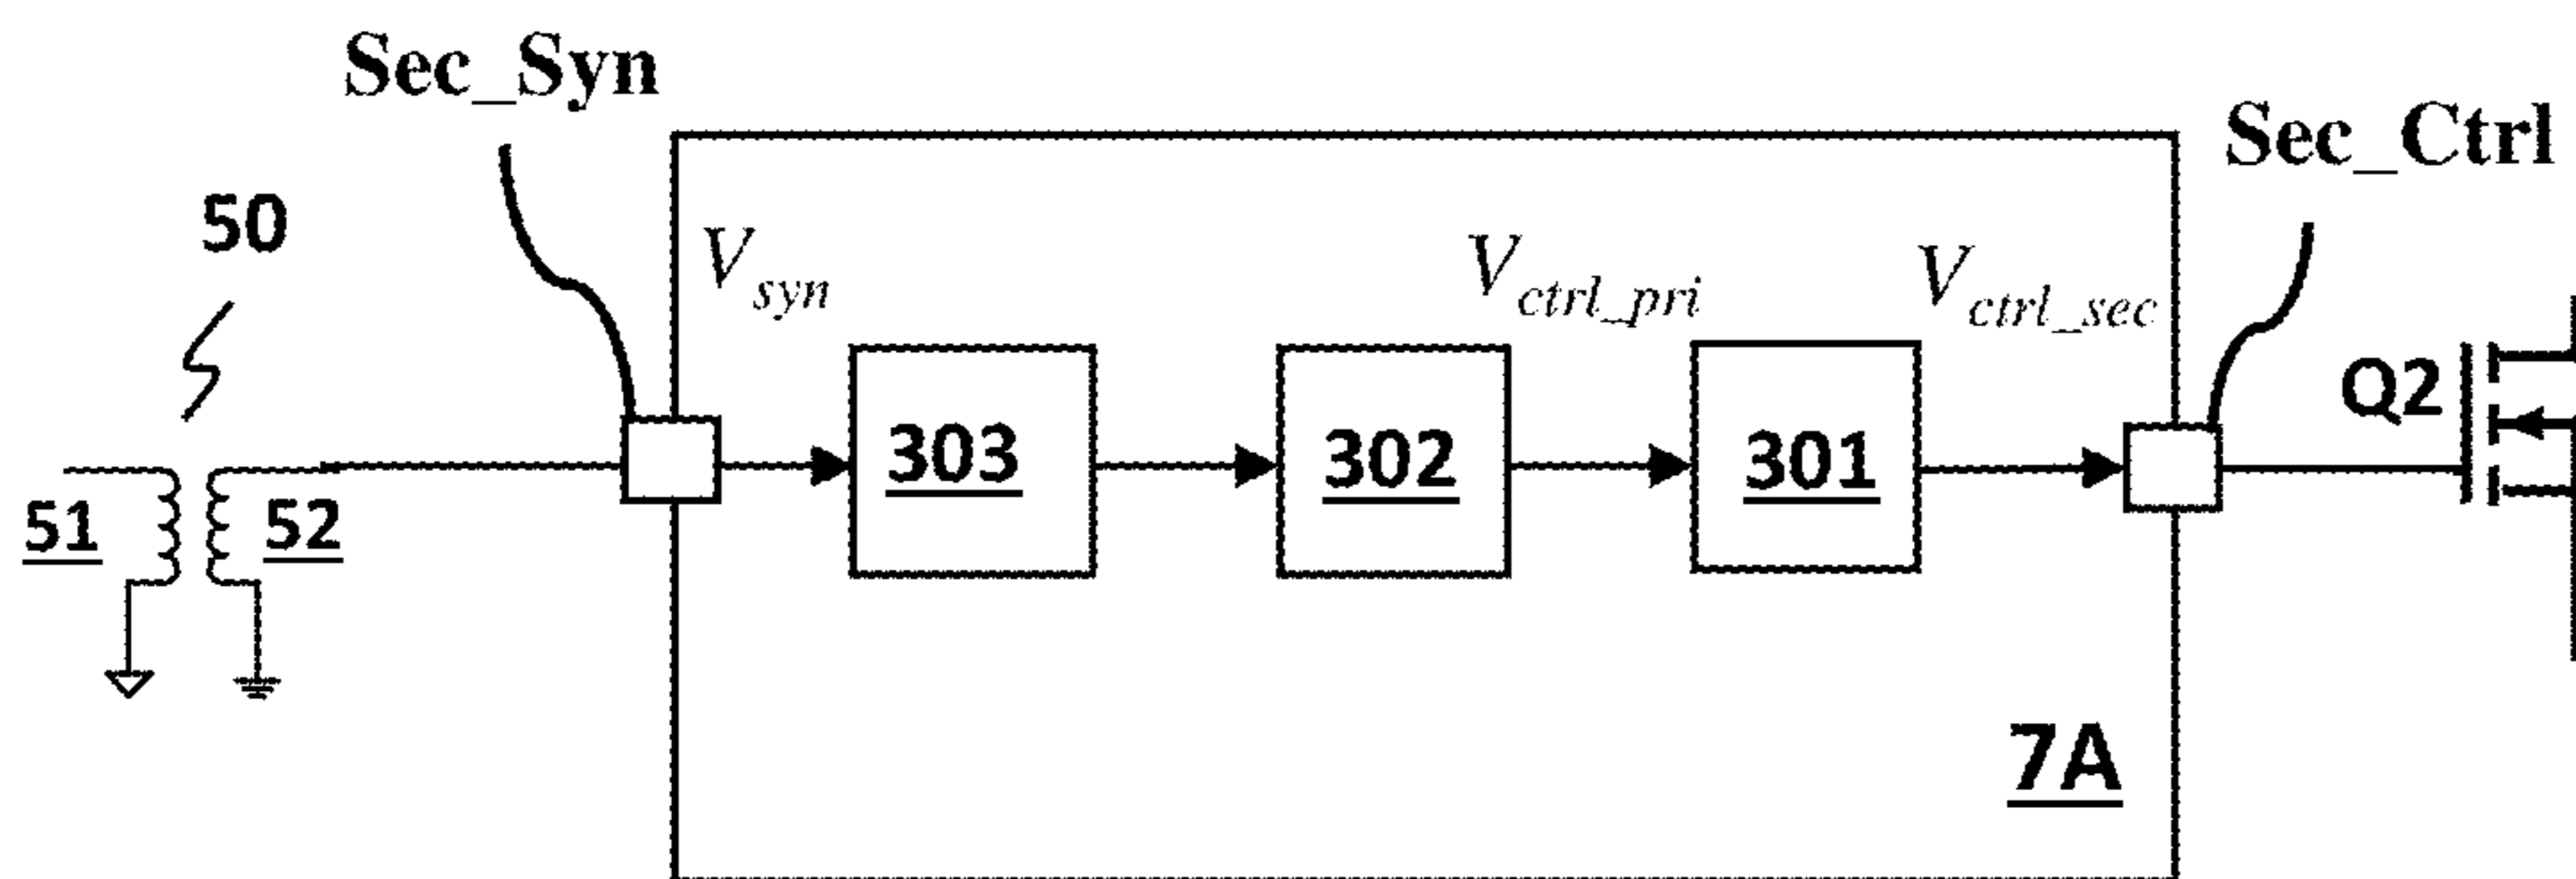 Sec_Syn
Sec_Ctrl
50
V_syn
V_ctrl_pri
V_ctrl_sec
Q2
303
302
301
51
52
7A